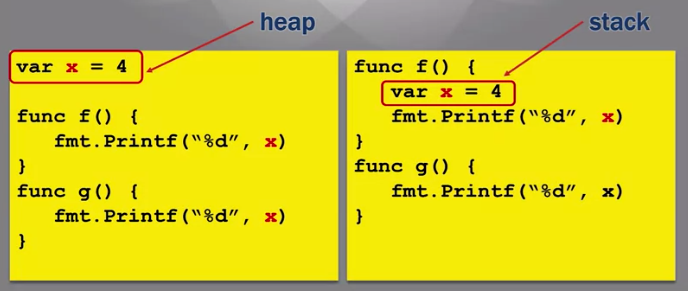 heap
var x = 4
func f() {
    fmt.Printf(“%d”, x)
}
func g() {
    fmt.Printf(“%d”, x)
}
stack
func f() {
    var x = 4
    fmt.Printf(“%d”, x)
}
func g() {
    fmt.Printf(“%d”, x)
}